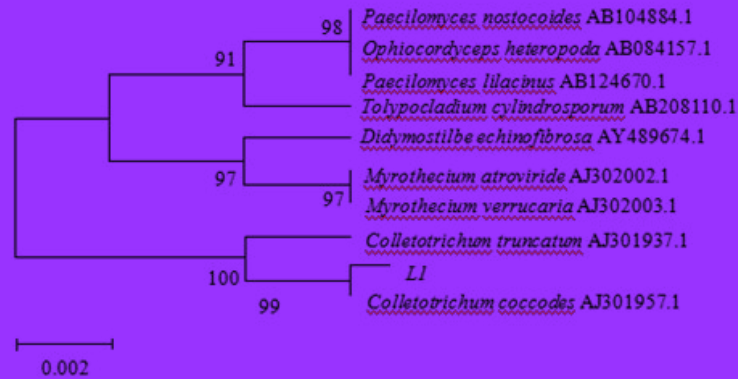 98
Paecilomyces nostocoides AB104884.1
91
Ophiocordyceps heteropoda AB084157.1
Paecilomyces lilacinus AB124670.1
Tolypocladium cylindrosporum AB208110.1
Didymostilbe echinofibrosa AY489674.1
97
Myrothecium atroviride AJ302002.1
97
Myrothecium verrucaria AJ302003.1
Colletotrichum truncatum AJ301937.1
100
L1
99
Colletotrichum coccodes AJ301957.1
0.002